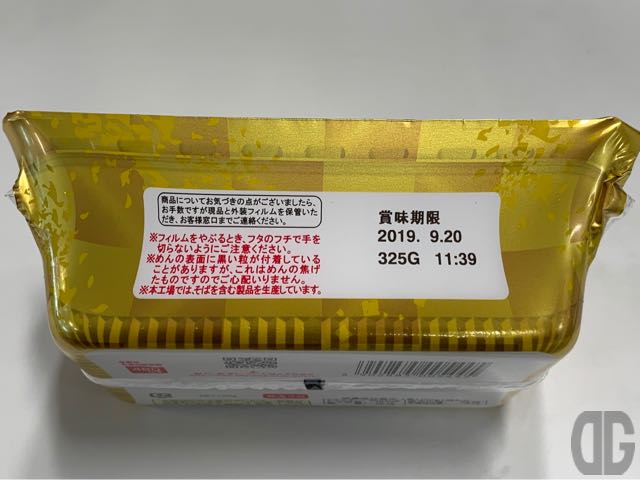 商品についてお気づきの点がございましたら、
お手数ですが現品と外装フィルムを保管いた
だき、お客様窓口までご連絡ください。
※フィルムをやぶるとき、フタのフチで手を
切らないようにご注意ください。
※めんの表面に黒い粒が付着している
ことがありますが、これはめんの焦げ
たものですのでご心配いりません。
※本工場では、そばを含む製品を生産しています。
賞味期限
2019. 9.20
325G 11:39
DG